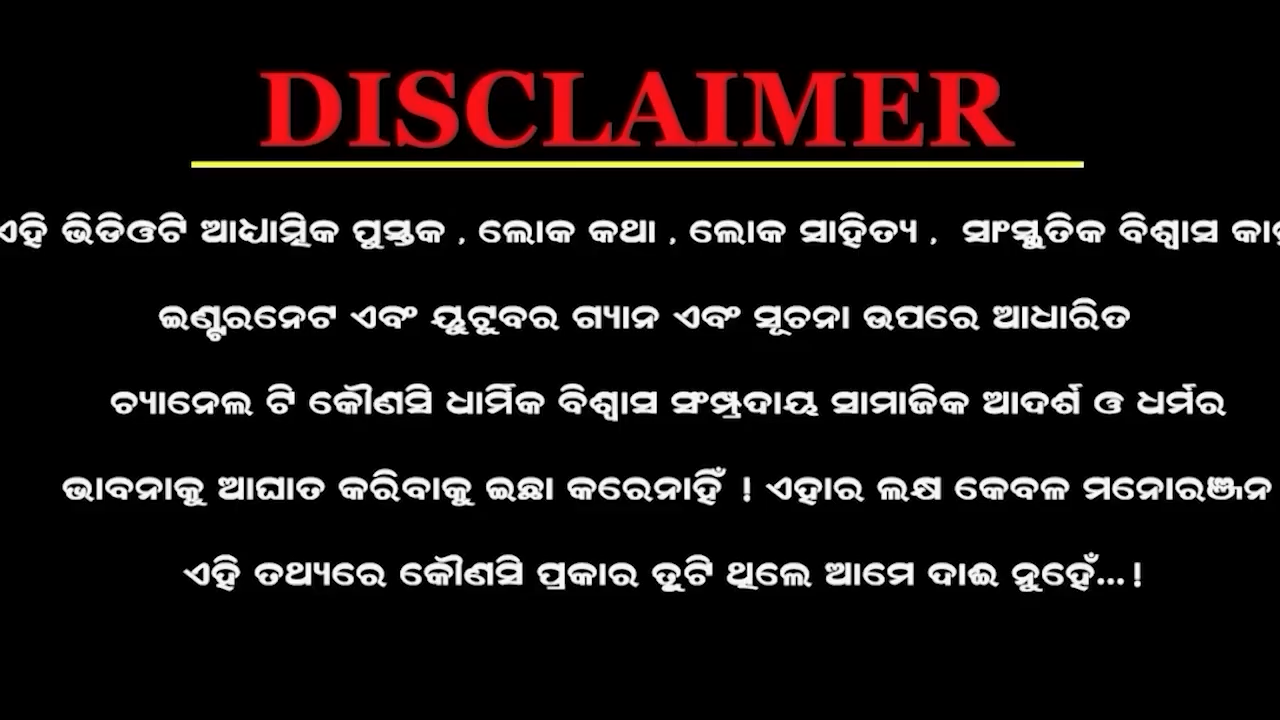 DISCLAIMER
ଏହି ଭିଡିଓଟି ଆଧ୍ୟାତ୍ମିକ ପୁସ୍ତକ , ଲୋକ କଥା , ଲୋକ ସାହିତ୍ୟ , ସାଂସ୍କୃତିକ ବିଶ୍ୱାସ
ଇଣ୍ଟରନେଟ ଏବଂ ୟୁଟୁବର ଗ୍ୟାନ ଏବଂ ସୂଚନା ଉପରେ ଆଧାରିତ
ଚ୍ୟାନେଲ ଟି କୌଣସି ଧାର୍ମିକ ବିଶ୍ୱାସ ସଂମ୍ପ୍ରଦାୟ ସାମାଜିକ ଆଦର୍ଶ ଓ ଧର୍ମର
ଭାବନାକୁ ଆଘାତ କରିବାକୁ ଇଛା କରେନାହିଁ ! ଏହାର ଲକ୍ଷ କେବଳ ମନୋରଞ୍ଜନ
ଏହି ତଥ୍ୟରେ କୌଣସି ପ୍ରକାର ତୃଟି ଥିଲେ ଆମେ ଦାଈ ନୁହେଁ...!